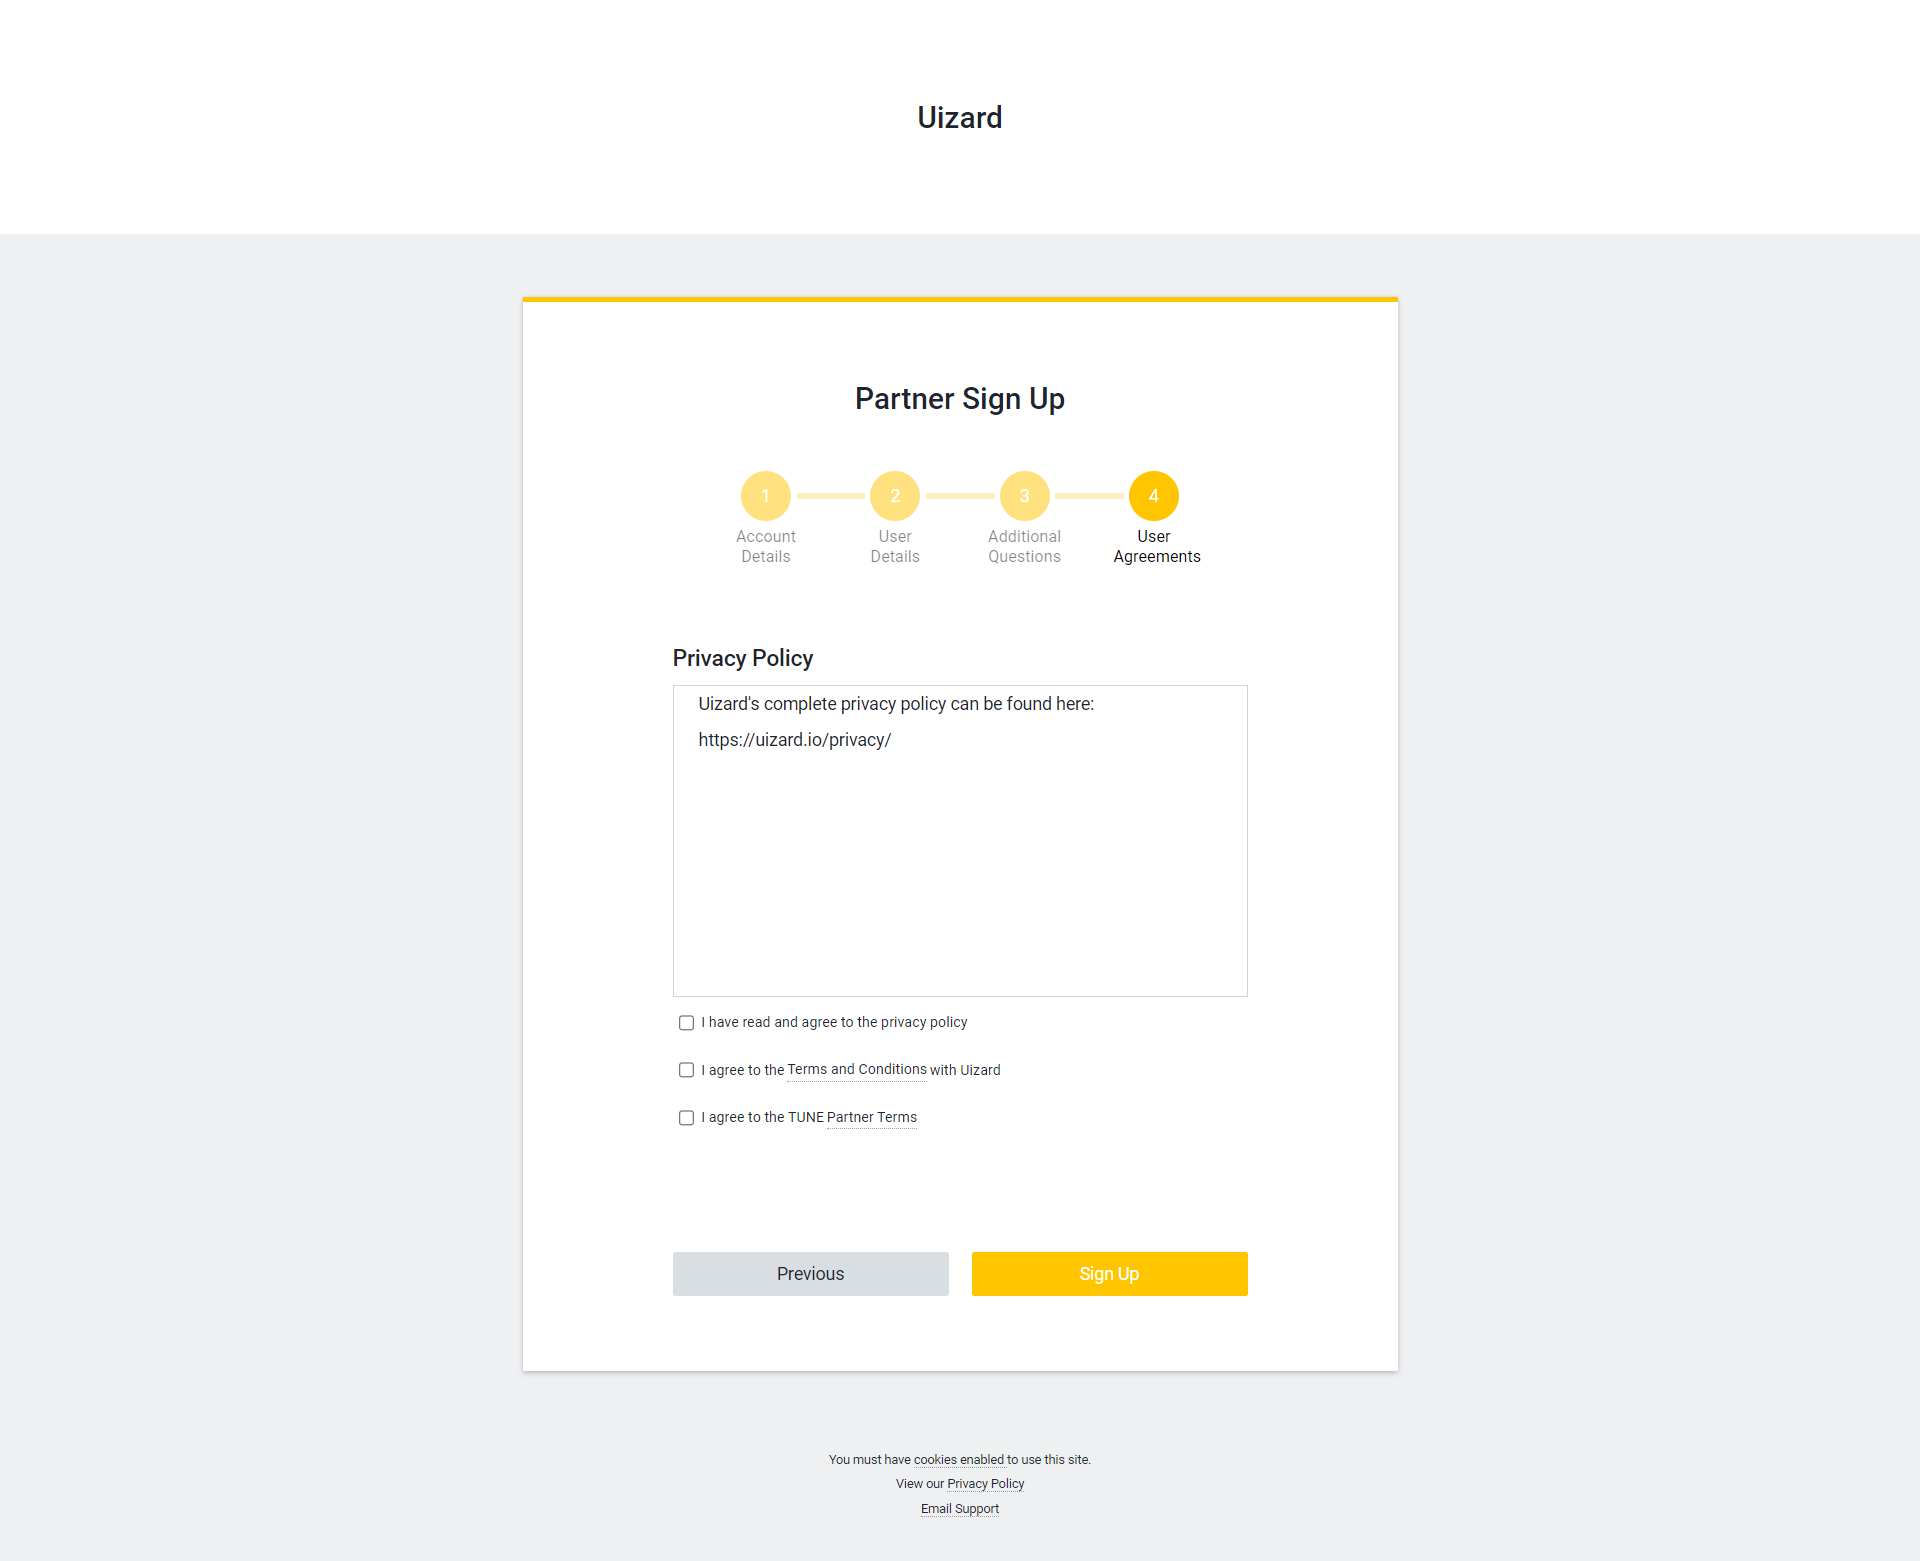 Uizard
Partner Sign Up
1
2
3
4
Account
Details
User
Details
Additional
Questions
User
Agreements
Privacy Policy
Uizard's complete privacy policy can be found here:
https://uizard.io/privacy/
I have read and agree to the privacy policy
I agree to the Terms and Conditions with Uizard
I agree to the TUNE Partner Terms
Previous
Sign Up
You must have cookies enabled to use this site.
View our Privacy Policy
Email Support